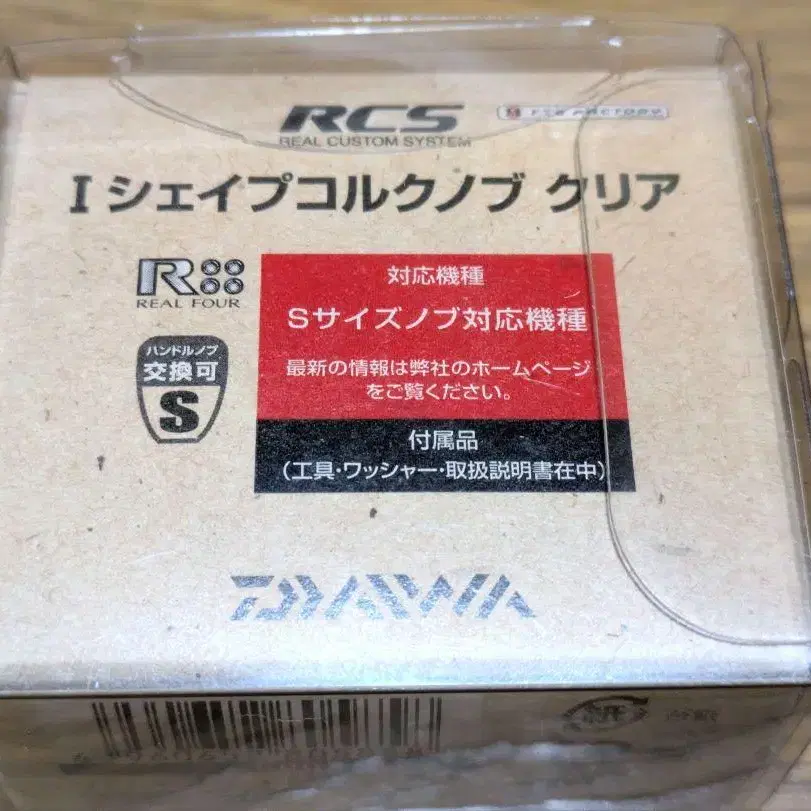 RCS
REAL CUSTOM SYSTEM
I シェイプコルクノブ クリア
R
REAL FOUR
ハンドルノブ
交換可
S
対応機種
Sサイズノブ対応機種
最新の情報は弊社のホームページ
をご覧ください。
付属品
(工具・ワッシャー・取扱説明書在中)
DAIWA
紙